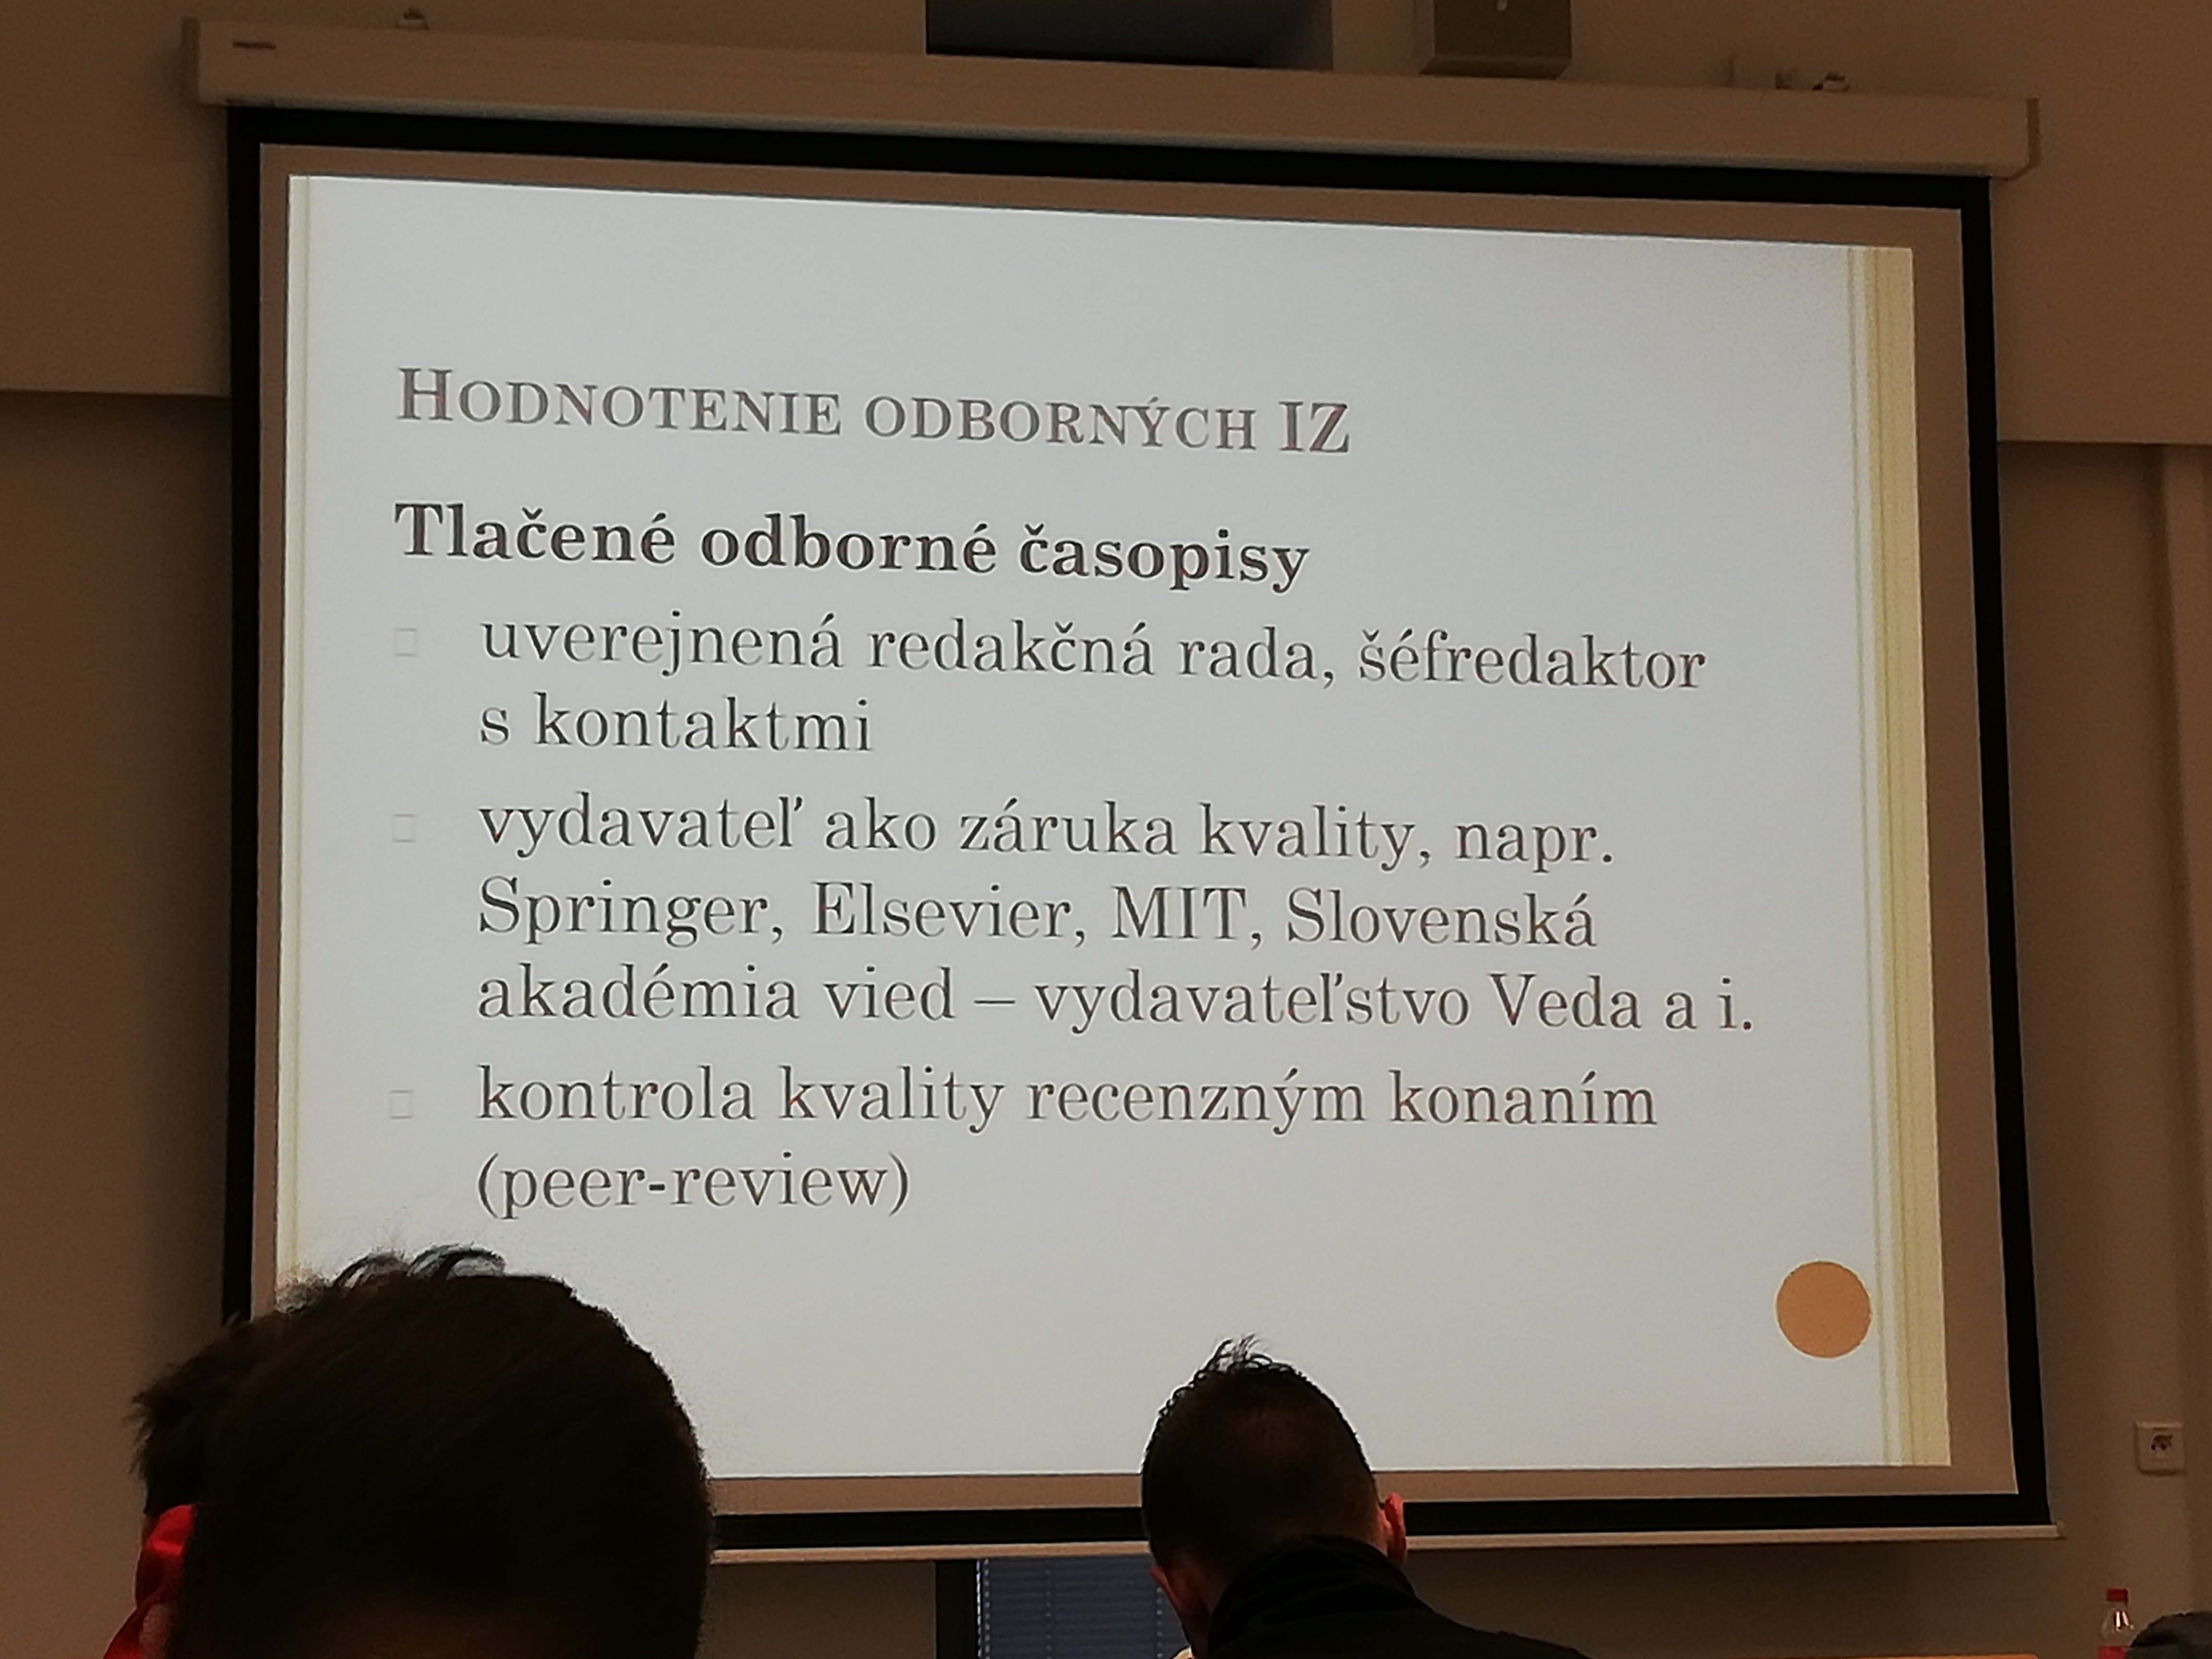 HODNOTENIE ODBORNÝCH IZ
Tlačené odborné časopisy
uverejnená redakčná rada, šéfredaktor
s kontaktmi
vydavateľ ako záruka kvality, napr.
Springer, Elsevier, MIT, Slovenská
akadémia vied – vydavateľstvo Veda a i.
kontrola kvality recenzným konaním
(peer-review)